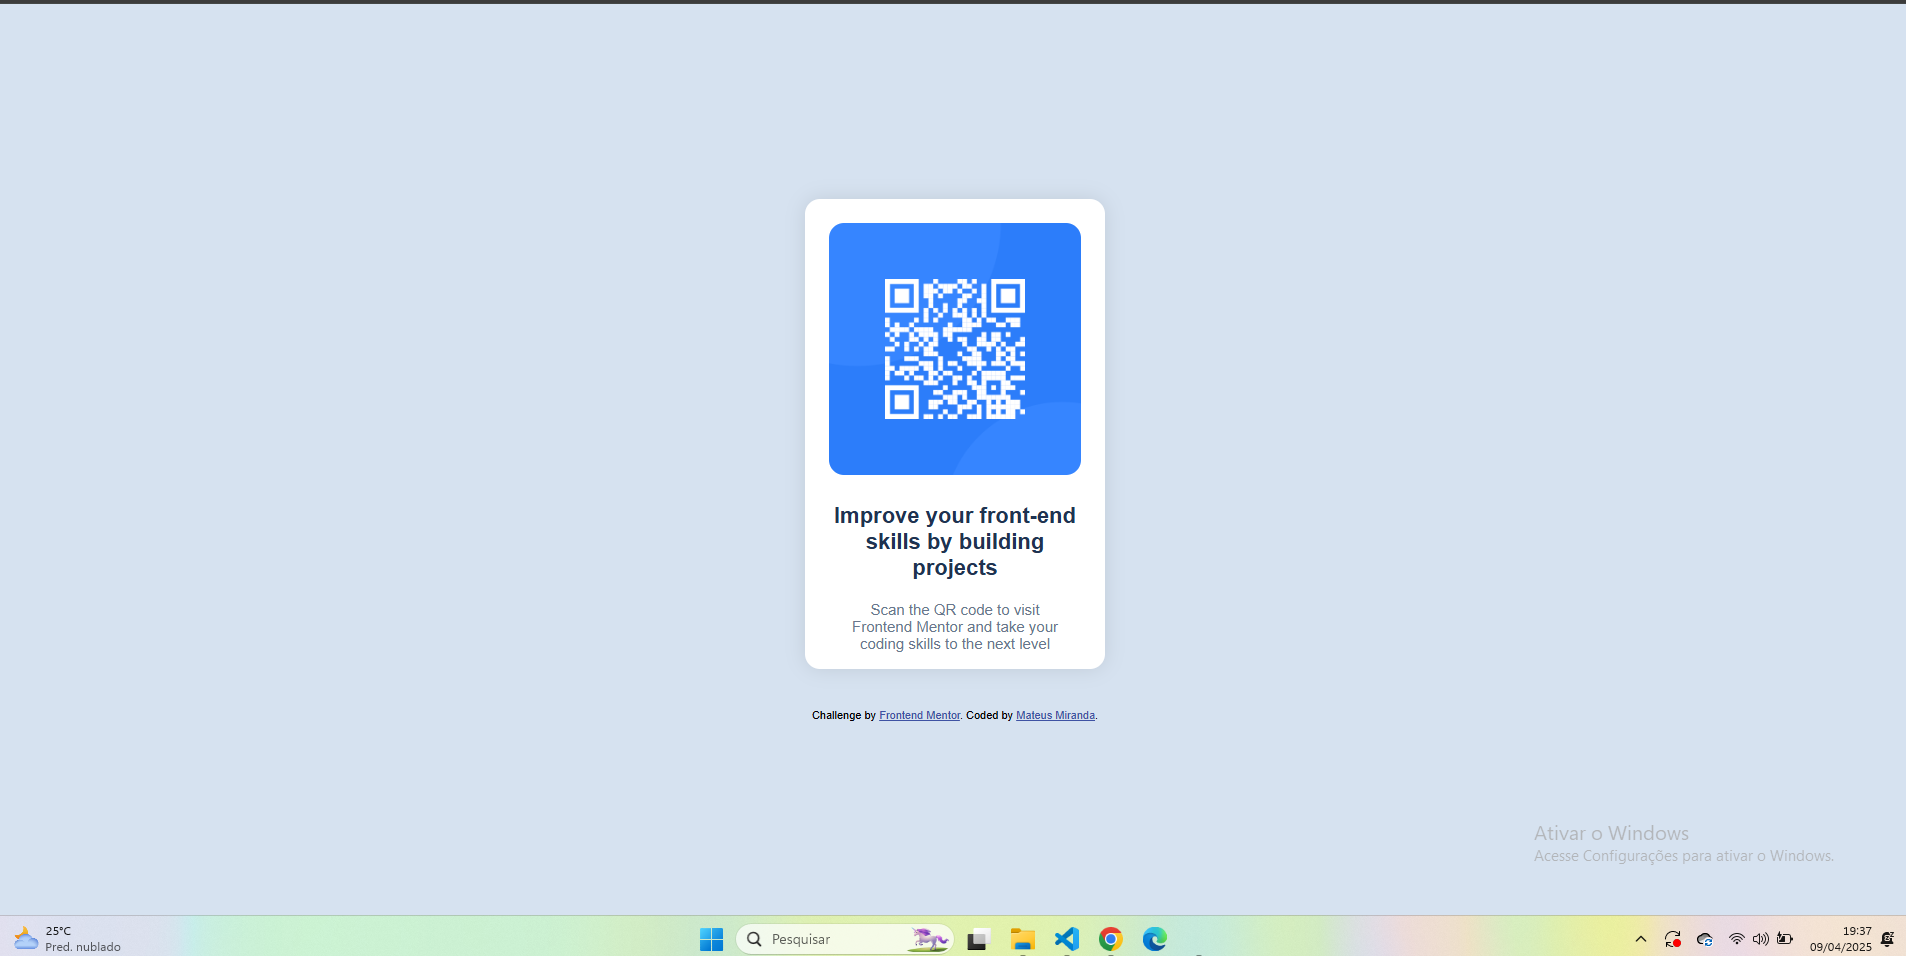 Improve your front-end
skills by building
projects
Scan the QR code to visit
Frontend Mentor and take your
coding skills to the next level
Challenge by Frontend Mentor. Coded by Mateus Miranda.
Ativar o Windows
Acesse Configurações para ativar o Windows.
25°C
Pred. nublado
Pesquisar
19:37
09/04/2025